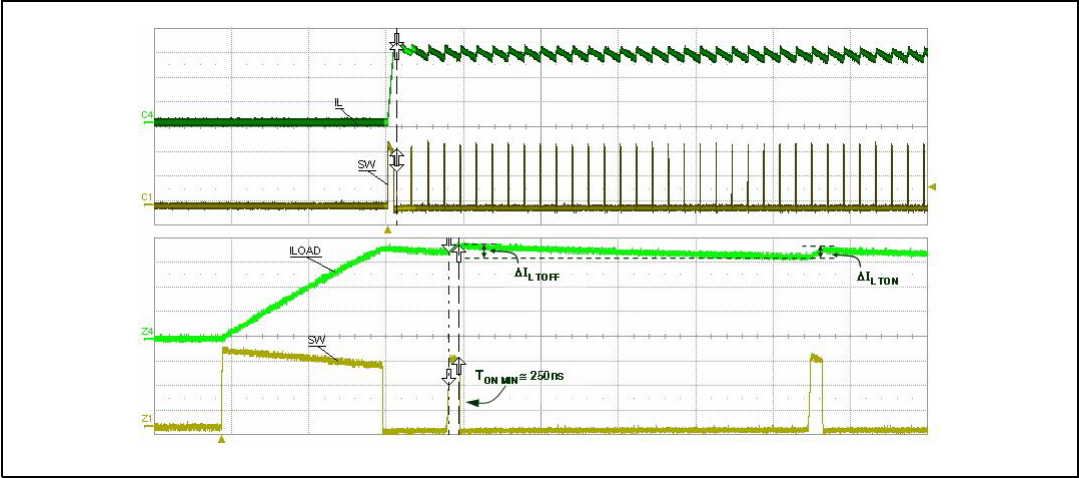 IL
C4
SW
C1
ILOAD
ΔIL TOFF
ΔIL TON
Z4
SW
TON MIN ≅ 250ns
Z1